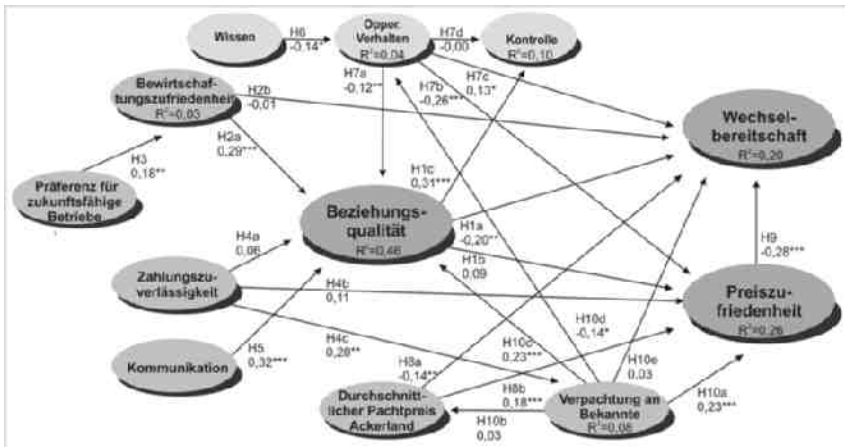 Wissen
H6
-0,14*
Opper.
Verhalten
R²=0,04
H7d
-0,00
Kontrolle
R²=0,10
Bewirtschaf-
tungszufriedenheit
R²=0,03
H2b
-0,01
H7a
-0,12**
H7b
-0,26***
H7c
0,13*
Wechsel-
bereitschaft
R²=0,20
H2a
0,29***
H3
0,18**
Präferenz für
zukunftsfähige
Betriebe
H1c
0,31***
Beziehungs-
qualität
R²=0,46
H1a
-0,20**
H1b
0,09
H9
-0,28***
H4a
0,06
Zahlungszu-
verlässigkeit
H4b
0,11
Preiszu-
friedenheit
R²=0,26
H4c
0,26**
H10d
-0,14*
Kommunikation
H5
0,32***
H8a
-0,14**
H10c
0,23***
H10e
0,03
Durchschnitt-
licher Pachtpreis
Ackerland
H8b
0,18***
H10b
0,03
Verpachtung an
Bekannte
R²=0,08
H10a
0,23***